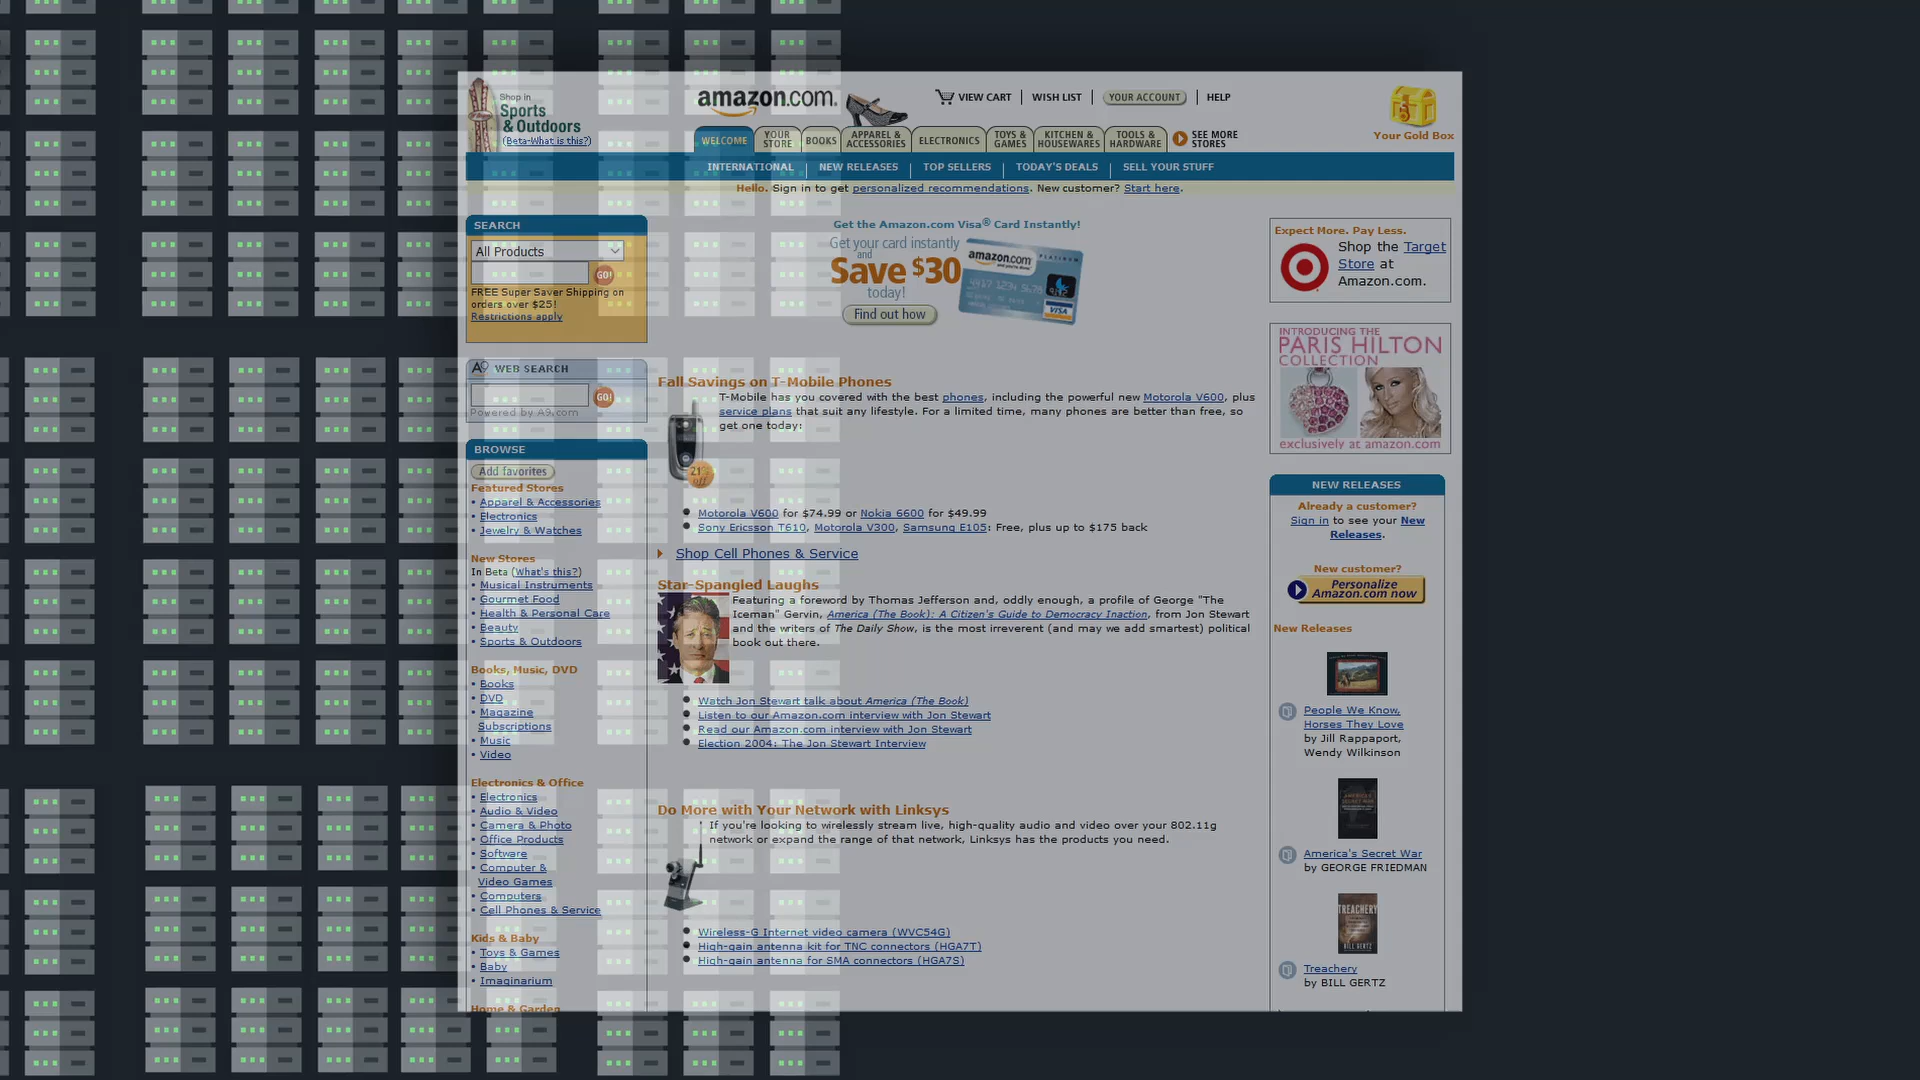 Shop in
Sports
& Outdoors
(Beta-What is this?)
amazon.com.
VIEW CART
WISH LIST
YOUR ACCOUNT
HELP
Your Gold Box
WELCOME
YOUR STORE
BOOKS
APPAREL & ACCESSORIES
ELECTRONICS
TOYS & GAMES
KITCHEN & HOUSEWARES
TOOLS & HARDWARE
SEE MORE STORES
INTERNATIONAL
NEW RELEASES
TOP SELLERS
TODAY'S DEALS
SELL YOUR STUFF
Hello. Sign in to get personalized recommendations. New customer? Start here.
SEARCH
All Products
GO!
FREE Super Saver Shipping on
orders over $25!
Restrictions apply
A9 WEB SEARCH
GO!
Powered by A9.com
BROWSE
Add favorites
Featured Stores
• Apparel & Accessories
• Electronics
• Jewelry & Watches
New Stores
In Beta (What's this?)
• Musical Instruments
• Gourmet Food
• Health & Personal Care
• Beauty
• Sports & Outdoors
Books, Music, DVD
• Books
• DVD
• Magazine
Subscriptions
• Music
• Video
Electronics & Office
• Electronics
• Audio & Video
• Camera & Photo
• Office Products
• Software
• Computer &
Video Games
• Computers
• Cell Phones & Service
Kids & Baby
• Toys & Games
• Baby
• Imaginarium
Home & Garden
Get the Amazon.com Visa® Card Instantly!
Get your card instantly
and
Save $30
today!
Find out how
amazon.com
PLATINUM
VISA
Fall Savings on T-Mobile Phones
T-Mobile has you covered with the best phones, including the powerful new Motorola V600, plus
service plans that suit any lifestyle. For a limited time, many phones are better than free, so
get one today:
• Motorola V600 for $74.99 or Nokia 6600 for $49.99
• Sony Ericsson T610, Motorola V300, Samsung E105: Free, plus up to $175 back
Shop Cell Phones & Service
Star-Spangled Laughs
Featuring a foreword by Thomas Jefferson and, oddly enough, a profile of George "The
Iceman" Gervin, America (The Book): A Citizen's Guide to Democracy Inaction, from Jon Stewart
and the writers of The Daily Show, is the most irreverent (and may we add smartest) political
book out there.
• Watch Jon Stewart talk about America (The Book)
• Listen to our Amazon.com interview with Jon Stewart
• Read our Amazon.com interview with Jon Stewart
• Election 2004: The Jon Stewart Interview
Do More with Your Network with Linksys
If you're looking to wirelessly stream live, high-quality audio and video over your 802.11g
network or expand the range of that network, Linksys has the products you need.
• Wireless-G Internet video camera (WVC54G)
• High-gain antenna kit for TNC connectors (HGA7T)
• High-gain antenna for SMA connectors (HGA7S)
Expect More. Pay Less.
Shop the Target
Store at
Amazon.com.
INTRODUCING THE
PARIS HILTON
COLLECTION
exclusively at amazon.com
NEW RELEASES
Already a customer?
Sign in to see your New
Releases.
New customer?
Personalize
Amazon.com now
New Releases
People We Know,
Horses They Love
by Jill Rappaport,
Wendy Wilkinson
America's Secret War
by GEORGE FRIEDMAN
TREACHERY
BILL GERTZ
Treachery
by BILL GERTZ